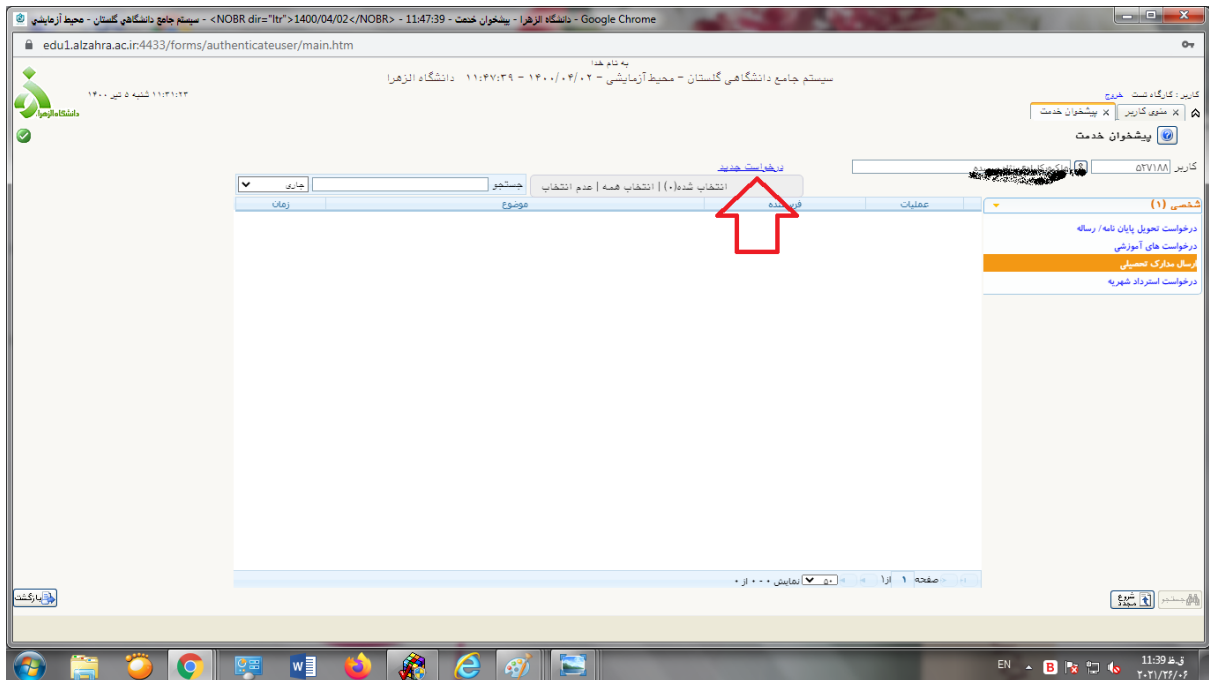 سیستم جامع دانشگاهي گلستان - محیط آزمایشي - <NOBR dir="ltr">1400/04/02</NOBR> - 11:47:39 - دانشگاه الزهرا - پیشخوان خدمت - Google Chrome
edu1.alzahra.ac.ir:4433/forms/authenticateuser/main.htm
به نام خدا
سیستم جامع دانشگاهی گلستان - محیط آزمایشی - ۱۴۰۰/۰۴/۰۲ - ۱۱:۴۷:۳۹ دانشگاه الزهرا
کاربر : کارگاه تست خروج
۱۱:۳۱:۲۳ شنبه ۵ تیر ۱۴۰۰
دانشگاه الزهرا
منوی کاربر X پیشخوان خدمت X
پیشخوان خدمت
کاربر ۵۲۷۱۸۸
درخواست جدید
انتخاب شده(۰) | انتخاب همه | عدم انتخاب جستجو جاری
شخصی (۱)
عملیات فرستنده موضوع زمان
درخواست تحویل پایان نامه/ رساله
درخواست های آموزشی
ارسال مدارک تحصیلی
درخواست استرداد شهریه
صفحه ۱ از۱ ۵۰ نمایش ۰ - ۰ از ۰
جستجو شروع مجدد بازگشت
EN 11:39 ق.ظ
۲۰۲۱/۲۶/۰۶